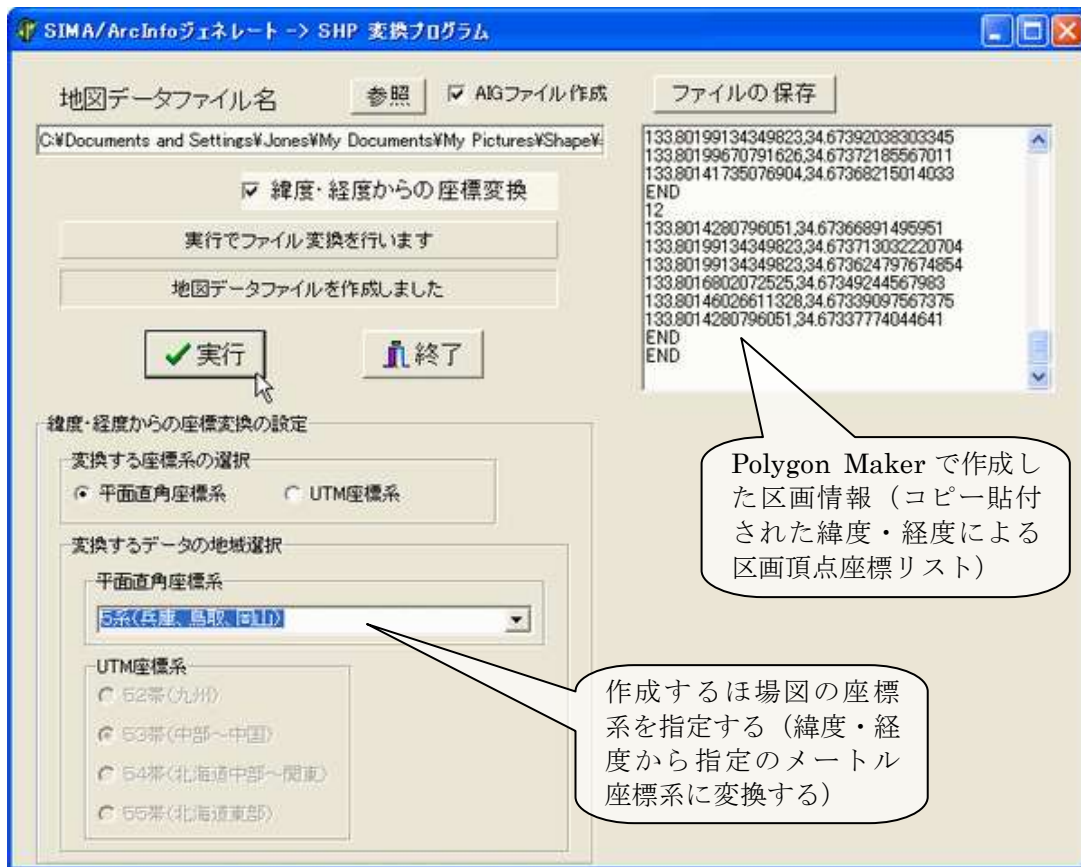 SIMA/ArcInfoジェネレート -> SHP 変換プログラム
地図データファイル名
参照
AIGファイル作成
ファイルの保存
C:¥Documents and Settings¥Jones¥My Documents¥My Pictures¥Shape¥
緯度・経度からの座標変換
実行でファイル変換を行います
地図データファイルを作成しました
実行
終了
133.80199134349823,34.67392038303345
133.80199670791626,34.67372185567011
133.80141735076904,34.67368215014033
END
12
133.8014280796051,34.67366891495951
133.80199134349823,34.673713032220704
133.80199134349823,34.673624797674854
133.80168020725​25,34.67349244567983
133.80146026611328,34.67339097567375
133.8014280796051,34.67337774044641
END
END
緯度・経度からの座標変換の設定
変換する座標系の選択
平面直角座標系
UTM座標系
変換するデータの地域選択
平面直角座標系
5系(兵庫、鳥取、岡山)
UTM座標系
52帯(九州)
53帯(中部～中国)
54帯(北海道中部～関東)
55帯(北海道東部)
Polygon Maker で作成し
た区画情報（コピー貼付
された緯度・経度による
区画頂点座標リスト）
作成するほ場図の座標
系を指定する（緯度・経
度から指定のメートル
座標系に変換する）